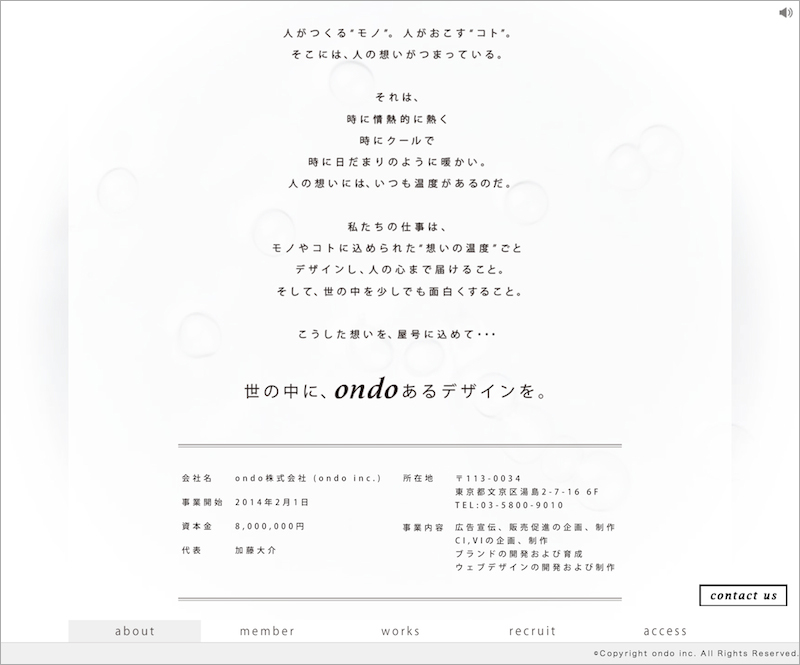 人がつくる“モノ”。人がおこす“コト”。
そこには、人の想いがつまっている。
それは、
時に情熱的に熱く
時にクールで
時に日だまりのように暖かい。
人の想いには、いつも温度があるのだ。
私たちの仕事は、
モノやコトに込められた“想いの温度”ごと
デザインし、人の心まで届けること。
そして、世の中を少しでも面白くすること。
こうした想いを、屋号に込めて・・・
世の中に、ondoあるデザインを。
会社名 ondo株式会社 (ondo inc.)
事業開始 2014年2月1日
資本金 8,000,000円
代表 加藤大介
所在地 〒113-0034
東京都文京区湯島2-7-16 6F
TEL:03-5800-9010
事業内容 広告宣伝、販売促進の企画、制作
CI,VIの企画、制作
ブランドの開発および育成
ウェブデザインの開発および制作
contact us
about member works recruit access
©Copyright ondo inc. All Rights Reserved.